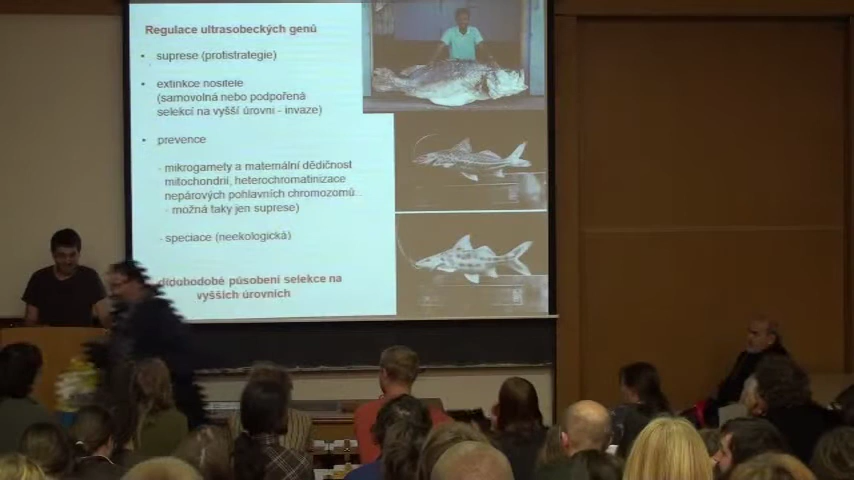 Regulace ultrasobeckých genů
• suprese (protistrategie)
• extinkce nositele
(samovolná nebo podpořená
selekcí na vyšší úrovni - invaze)
• prevence
- mikrogamety a maternální dědičnost
mitochondrií, heterochromatinizace
nepárových pohlavních chromozomů...
- možná taky jen suprese)
- speciace (neekologická)
dlouhodobé působení selekce na
vyšších úrovních